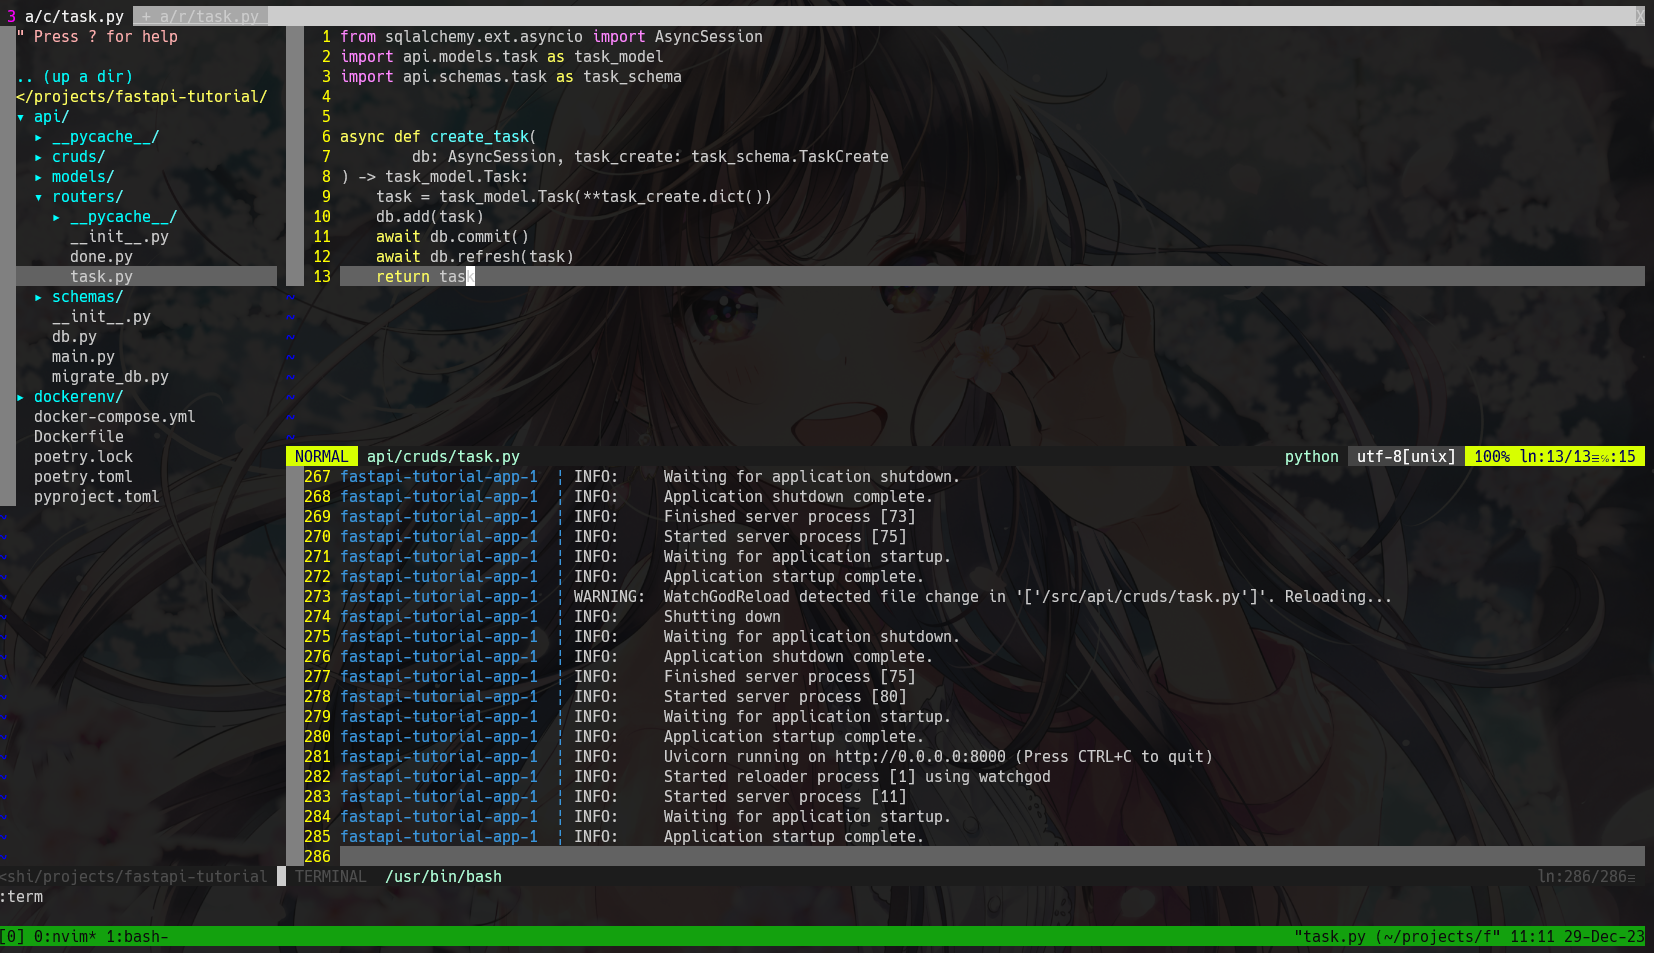 3 a/c/task.py  + a/r/task.py X
" Press ? for help
.. (up a dir)
</projects/fastapi-tutorial/
▾ api/
▸ __pycache__/
▸ cruds/
▸ models/
▾ routers/
▸ __pycache__/
__init__.py
done.py
task.py
▸ schemas/
__init__.py
db.py
main.py
migrate_db.py
▸ dockerenv/
docker-compose.yml
Dockerfile
poetry.lock
poetry.toml
pyproject.toml
1 from sqlalchemy.ext.asyncio import AsyncSession
2 import api.models.task as task_model
3 import api.schemas.task as task_schema
4
5
6 async def create_task(
7         db: AsyncSession, task_create: task_schema.TaskCreate
8 ) -> task_model.Task:
9     task = task_model.Task(**task_create.dict())
10     db.add(task)
11     await db.commit()
12     await db.refresh(task)
13     return task
NORMAL api/cruds/task.py python utf-8[unix] 100% ln:13/13≡℅:15
267 fastapi-tutorial-app-1 ¦ INFO:     Waiting for application shutdown.
268 fastapi-tutorial-app-1 ¦ INFO:     Application shutdown complete.
269 fastapi-tutorial-app-1 ¦ INFO:     Finished server process [73]
270 fastapi-tutorial-app-1 ¦ INFO:     Started server process [75]
271 fastapi-tutorial-app-1 ¦ INFO:     Waiting for application startup.
272 fastapi-tutorial-app-1 ¦ INFO:     Application startup complete.
273 fastapi-tutorial-app-1 ¦ WARNING:  WatchGodReload detected file change in '['/src/api/cruds/task.py']'. Reloading...
274 fastapi-tutorial-app-1 ¦ INFO:     Shutting down
275 fastapi-tutorial-app-1 ¦ INFO:     Waiting for application shutdown.
276 fastapi-tutorial-app-1 ¦ INFO:     Application shutdown complete.
277 fastapi-tutorial-app-1 ¦ INFO:     Finished server process [75]
278 fastapi-tutorial-app-1 ¦ INFO:     Started server process [80]
279 fastapi-tutorial-app-1 ¦ INFO:     Waiting for application startup.
280 fastapi-tutorial-app-1 ¦ INFO:     Application startup complete.
281 fastapi-tutorial-app-1 ¦ INFO:     Uvicorn running on http://0.0.0.0:8000 (Press CTRL+C to quit)
282 fastapi-tutorial-app-1 ¦ INFO:     Started reloader process [1] using watchgod
283 fastapi-tutorial-app-1 ¦ INFO:     Started server process [11]
284 fastapi-tutorial-app-1 ¦ INFO:     Waiting for application startup.
285 fastapi-tutorial-app-1 ¦ INFO:     Application startup complete.
286
<shi/projects/fastapi-tutorial TERMINAL /usr/bin/bash ln:286/286≡
:term
[0] 0:nvim* 1:bash- "task.py (~/projects/f" 11:11 29-Dec-23